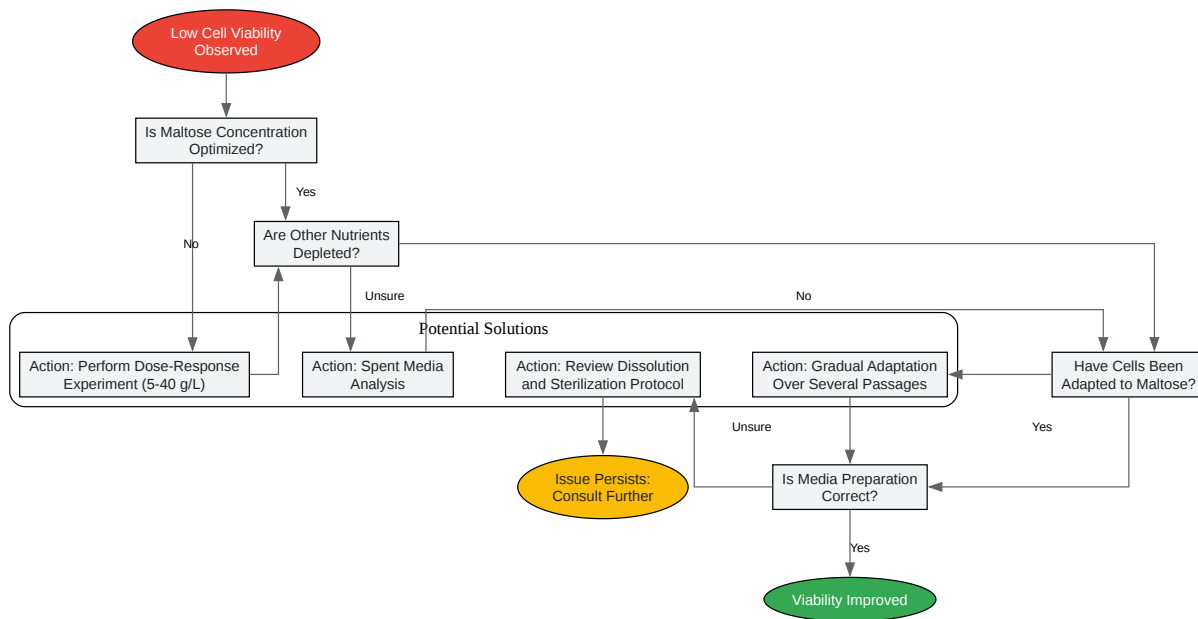 Low Cell Viability
Observed
Is Maltose Concentration
Optimized?
Yes
No
Are Other Nutrients
Depleted?
Unsure
No
Potential Solutions
Action: Perform Dose-Response
Experiment (5-40 g/L)
Action: Spent Media
Analysis
Action: Review Dissolution
and Sterilization Protocol
Action: Gradual Adaptation
Over Several Passages
Have Cells Been
Adapted to Maltose?
Unsure
Yes
Issue Persists:
Consult Further
Is Media Preparation
Correct?
Yes
Viability Improved